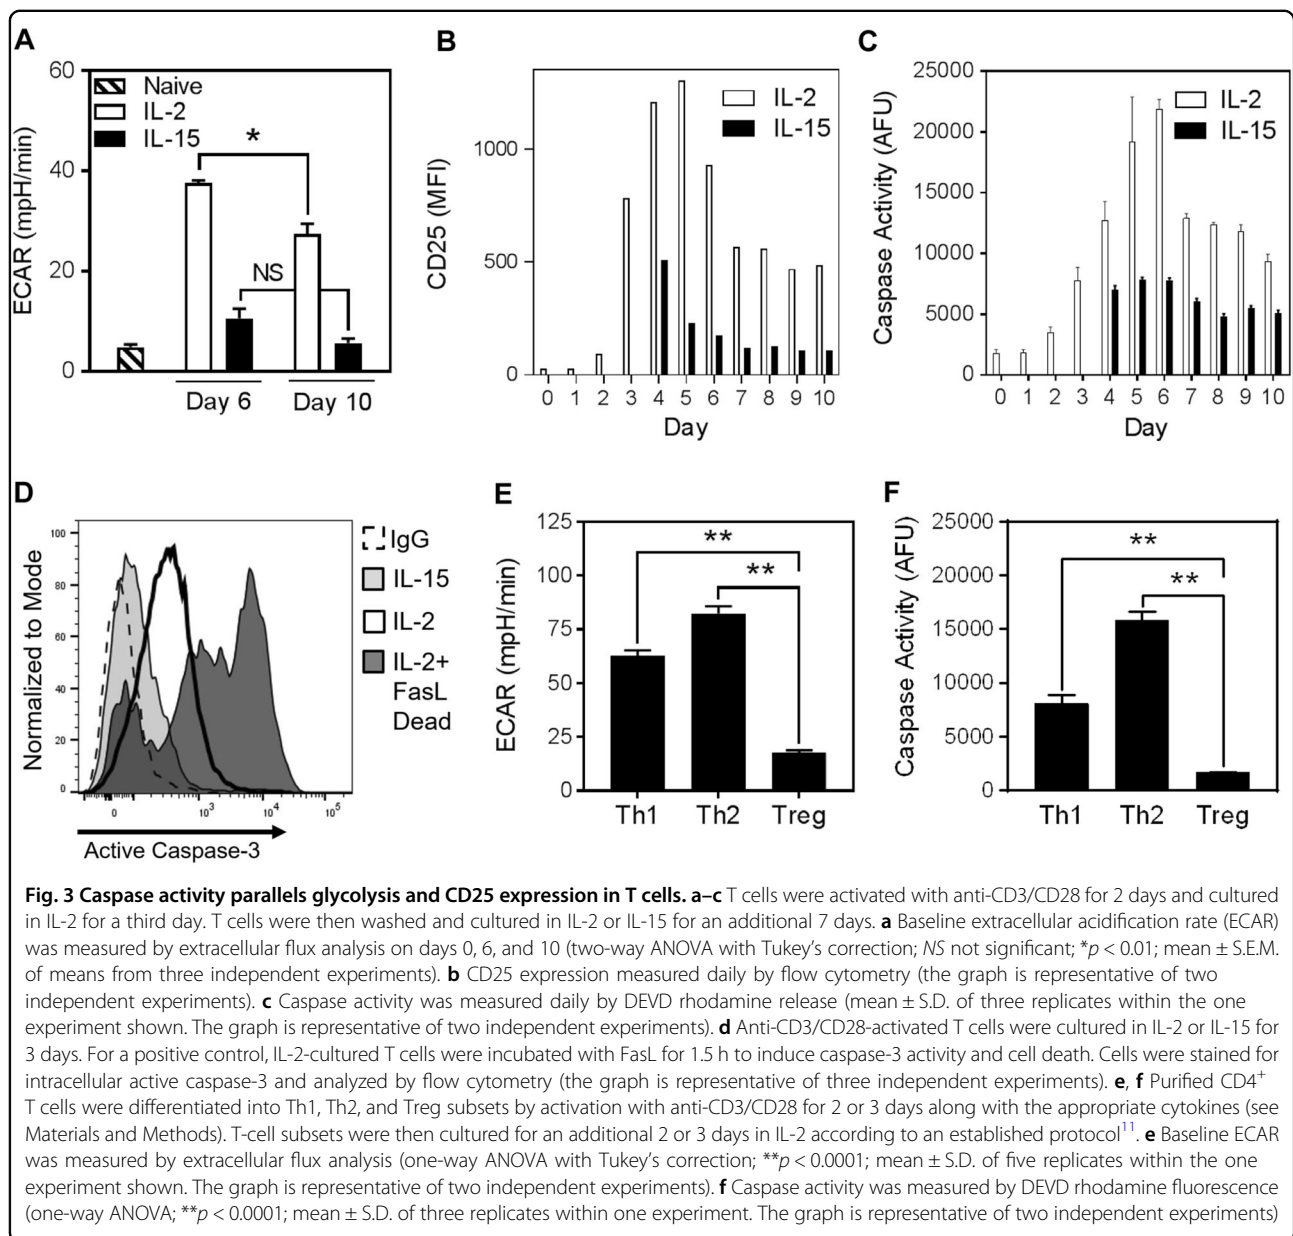 A
ECAR (mpH/min)
60
40
20
0
Naive
IL-2
IL-15
*
NS
Day 6
Day 10
B
CD25 (MFI)
1000
500
0
IL-2
IL-15
0 1 2 3 4 5 6 7 8 9 10
Day
C
Caspase Activity (AFU)
25000
20000
15000
10000
5000
0
IL-2
IL-15
0 1 2 3 4 5 6 7 8 9 10
Day
D
Normalized to Mode
100
80
60
40
20
0
0 10³ 10⁴ 10⁵
Active Caspase-3
IgG
IL-15
IL-2
IL-2+
FasL
Dead
E
ECAR (mpH/min)
125
100
75
50
25
0
**
**
Th1 Th2 Treg
F
Caspase Activity (AFU)
25000
20000
15000
10000
5000
0
**
**
Th1 Th2 Treg
Fig. 3 Caspase activity parallels glycolysis and CD25 expression in T cells. a–c T cells were activated with anti-CD3/CD28 for 2 days and cultured
in IL-2 for a third day. T cells were then washed and cultured in IL-2 or IL-15 for an additional 7 days. a Baseline extracellular acidification rate (ECAR)
was measured by extracellular flux analysis on days 0, 6, and 10 (two-way ANOVA with Tukey's correction; NS not significant; *p < 0.01; mean ± S.E.M.
of means from three independent experiments). b CD25 expression measured daily by flow cytometry (the graph is representative of two
independent experiments). c Caspase activity was measured daily by DEVD rhodamine release (mean ± S.D. of three replicates within the one
experiment shown. The graph is representative of two independent experiments). d Anti-CD3/CD28-activated T cells were cultured in IL-2 or IL-15 for
3 days. For a positive control, IL-2-cultured T cells were incubated with FasL for 1.5 h to induce caspase-3 activity and cell death. Cells were stained for
intracellular active caspase-3 and analyzed by flow cytometry (the graph is representative of three independent experiments). e, f Purified CD4⁺
T cells were differentiated into Th1, Th2, and Treg subsets by activation with anti-CD3/CD28 for 2 or 3 days along with the appropriate cytokines (see
Materials and Methods). T-cell subsets were then cultured for an additional 2 or 3 days in IL-2 according to an established protocol¹¹. e Baseline ECAR
was measured by extracellular flux analysis (one-way ANOVA with Tukey's correction; **p < 0.0001; mean ± S.D. of five replicates within the one
experiment shown. The graph is representative of two independent experiments). f Caspase activity was measured by DEVD rhodamine fluorescence
(one-way ANOVA; **p < 0.0001; mean ± S.D. of three replicates within one experiment. The graph is representative of two independent experiments)